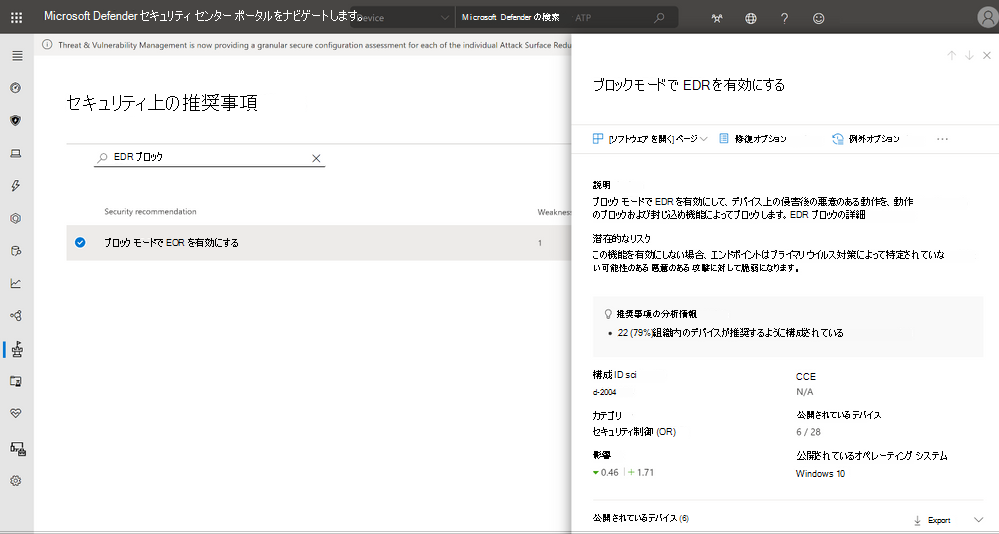 Microsoft Defender セキュリティ センター ポータルをナビゲートします。
Device
Microsoft Defender の検索 ATP
Threat & Vulnerability Management is now providing a granular secure configuration assessment for each of the individual Attack Surface Redu
セキュリティ上の推奨事項
EDR ブロック
Security recommendation
Weakness
ブロック モードで EOR を有効にする
1
ブロックモードで EDRを有効にする
[ソフトウェア を開く] ページ
修復オプション
例外オプション
説明
ブロック モードで EDR を有効にして、デバイス上の侵害後の悪意のある動作を、動作
のブロックおよび封じ込め機能によってブロックします。EDR ブロックの詳細
潜在的なリスク
この機能を有効にしない場合、エンドポイントはプライマリ ウイルス対策によって特定されていな
い可能性のある悪意のある 攻撃に対して脆弱になります。
推奨事項の分析情報
• 22 (79%)組織内のデバイスが推奨するように構成されている
構成 ID sci
d-2004
CCE
N/A
カテゴリ
セキュリティ制御 (OR)
公開されているデバイス
6 / 28
影響
0.46 | + 1.71
公開されているオペレーティング システム
Windows 10
公開されているデバイス (6)
Export